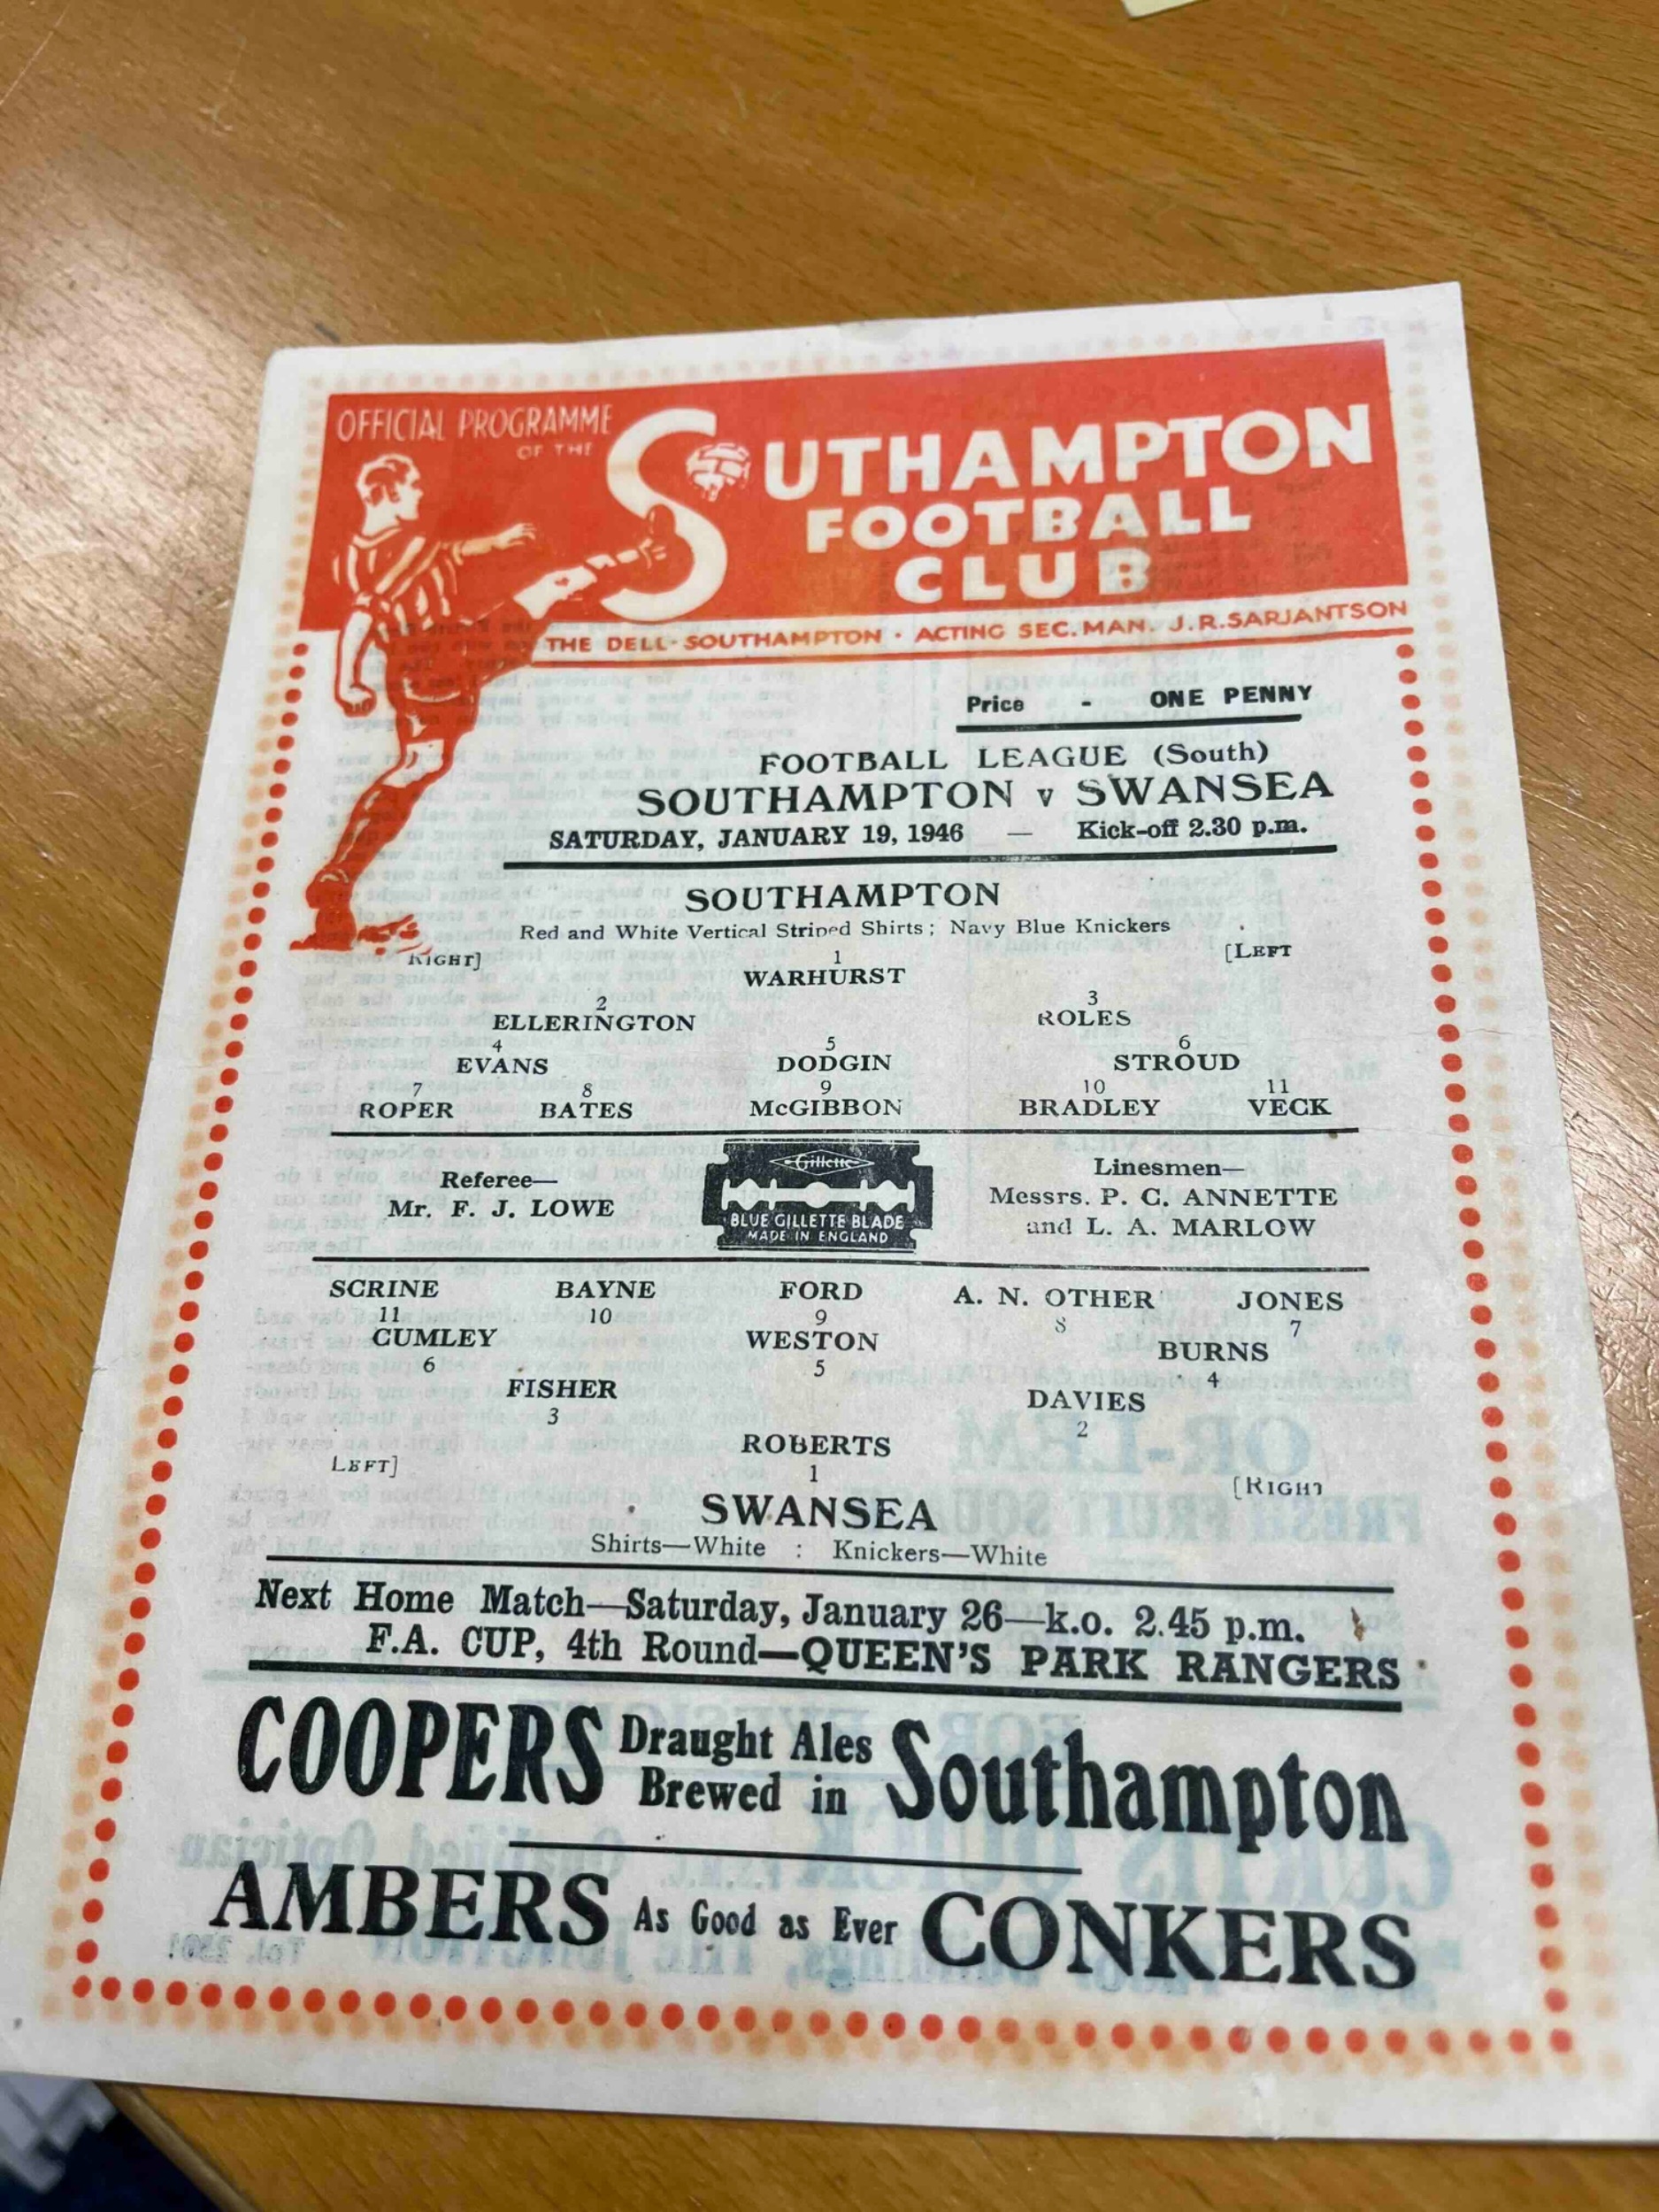 OFFICIAL PROGRAMME
OF THE
SOUTHAMPTON
FOOTBALL
CLUB
THE DELL - SOUTHAMPTON · ACTING SEC. MAN. J. R. SARJANTSON
Price - ONE PENNY
FOOTBALL LEAGUE (South)
SOUTHAMPTON v SWANSEA
SATURDAY, JANUARY 19, 1946 — Kick-off 2.30 p.m.
SOUTHAMPTON
Red and White Vertical Striped Shirts; Navy Blue Knickers
RIGHT] 1 [LEFT
WARHURST
2 3
ELLERINGTON ROLES
4 5 6
EVANS DODGIN STROUD
7 8 9 10 11
ROPER BATES McGIBBON BRADLEY VECK
Referee—
Mr. F. J. LOWE
Gillette
BLUE GILLETTE BLADE
MADE IN ENGLAND
Linesmen—
Messrs. P. C. ANNETTE
and L. A. MARLOW
SCRINE BAYNE FORD A. N. OTHER JONES
11 10 9 8 7
CUMLEY WESTON BURNS
6 5 4
FISHER DAVIES
3 2
ROBERTS
LEFT] 1 [RIGHT
SWANSEA
Shirts—White : Knickers—White
Next Home Match—Saturday, January 26—k.o. 2.45 p.m.
F.A. CUP, 4th Round—QUEEN'S PARK RANGERS
COOPERS Draught Ales Brewed in Southampton
AMBERS As Good as Ever CONKERS